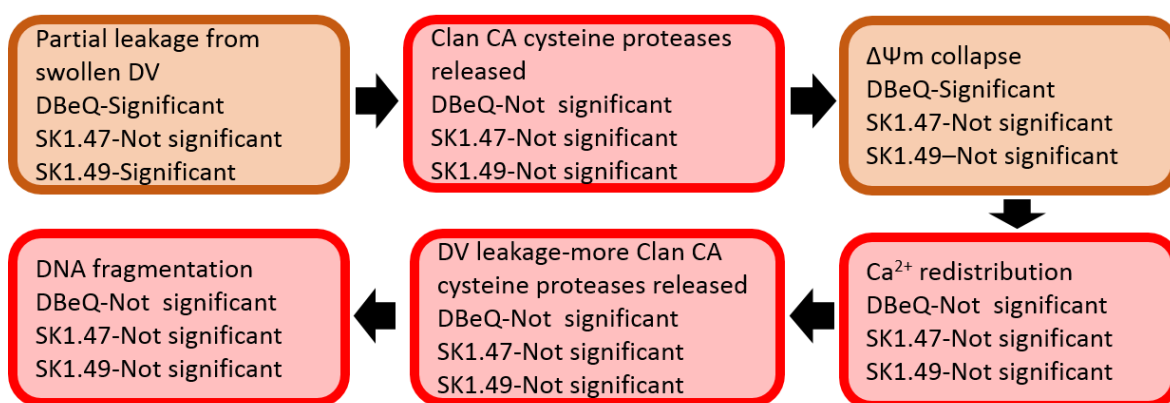 Partial leakage from
swollen DV
DBeQ-Significant
SK1.47-Not significant
SK1.49-Significant
Clan CA cysteine proteases
released
DBeQ-Not  significant
SK1.47-Not significant
SK1.49-Not significant
ΔΨm collapse
DBeQ-Significant
SK1.47-Not significant
SK1.49–Not significant
Ca²⁺ redistribution
DBeQ-Not  significant
SK1.47-Not significant
SK1.49-Not significant
DV leakage-more Clan CA
cysteine proteases released
DBeQ-Not  significant
SK1.47-Not significant
SK1.49-Not significant
DNA fragmentation
DBeQ-Not  significant
SK1.47-Not significant
SK1.49-Not significant